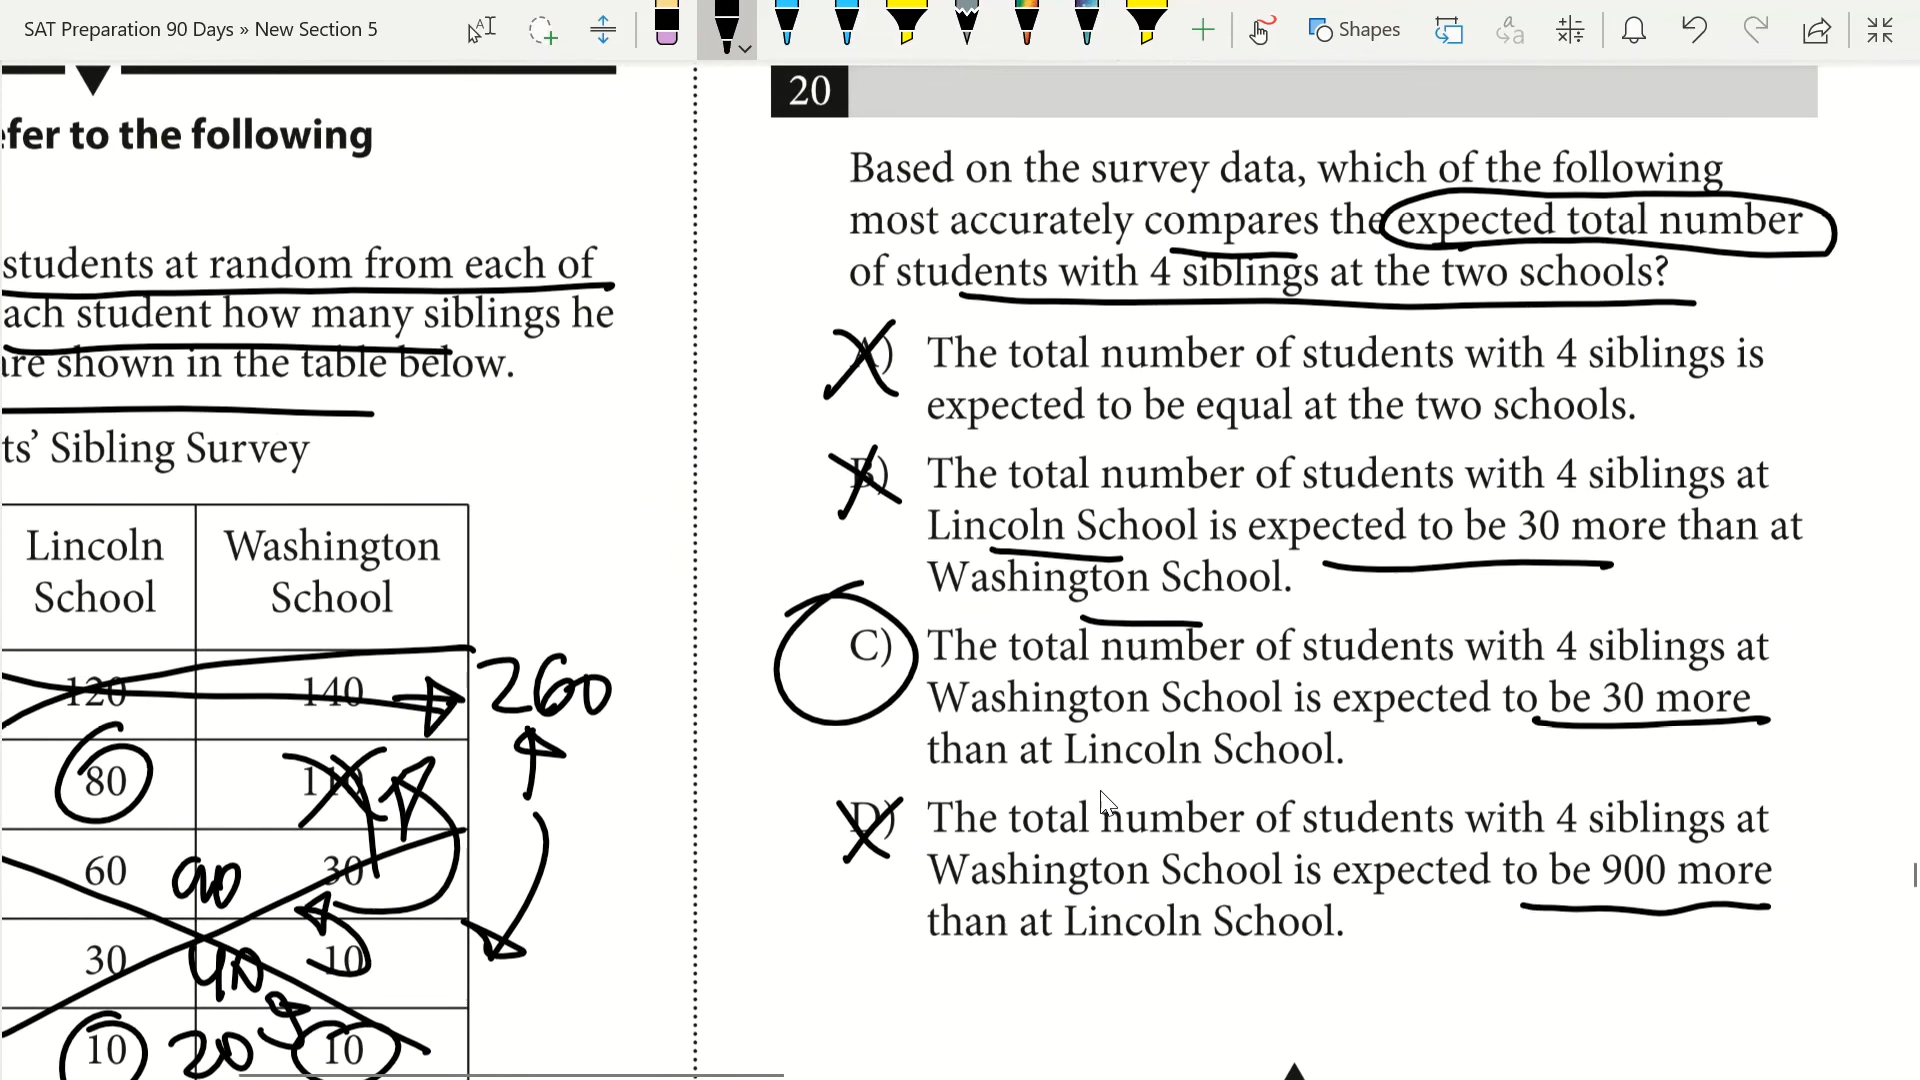 SAT Preparation 90 Days » New Section 5
Shapes
fer to the following
students at random from each of
ach student how many siblings he
are shown in the table below.
ts’ Sibling Survey
Lincoln School
Washington School
120 140 260
80
60 90 30
30 40 10
10 20 10
20
Based on the survey data, which of the following
most accurately compares the expected total number
of students with 4 siblings at the two schools?
A) The total number of students with 4 siblings is
expected to be equal at the two schools.
B) The total number of students with 4 siblings at
Lincoln School is expected to be 30 more than at
Washington School.
C) The total number of students with 4 siblings at
Washington School is expected to be 30 more
than at Lincoln School.
D) The total number of students with 4 siblings at
Washington School is expected to be 900 more
than at Lincoln School.